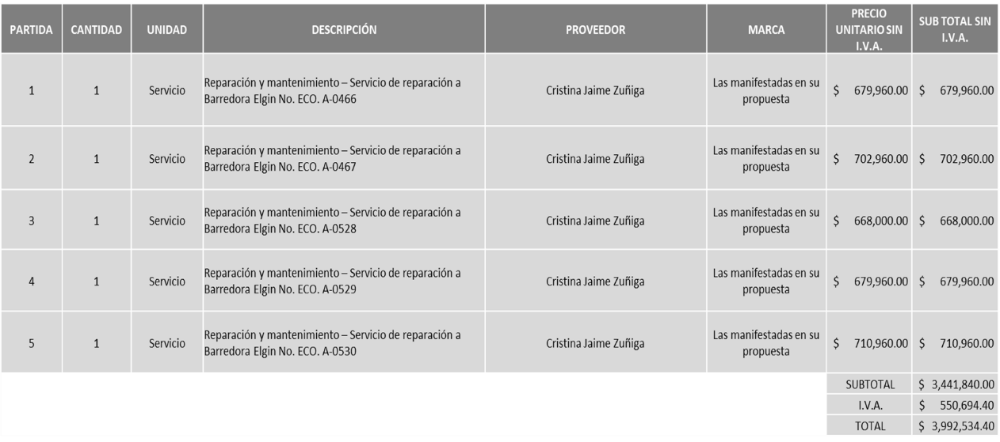 PARTIDA CANTIDAD UNIDAD DESCRIPCIÓN PROVEEDOR MARCA PRECIO UNITARIO SIN I.V.A. SUB TOTAL SIN I.V.A.
1 1 Servicio Reparación y mantenimiento – Servicio de reparación a Barredora Elgin No. ECO. A-0466 Cristina Jaime Zuñiga Las manifestadas en su propuesta $ 679,960.00 $ 679,960.00
2 1 Servicio Reparación y mantenimiento – Servicio de reparación a Barredora Elgin No. ECO. A-0467 Cristina Jaime Zuñiga Las manifestadas en su propuesta $ 702,960.00 $ 702,960.00
3 1 Servicio Reparación y mantenimiento – Servicio de reparación a Barredora Elgin No. ECO. A-0528 Cristina Jaime Zuñiga Las manifestadas en su propuesta $ 668,000.00 $ 668,000.00
4 1 Servicio Reparación y mantenimiento – Servicio de reparación a Barredora Elgin No. ECO. A-0529 Cristina Jaime Zuñiga Las manifestadas en su propuesta $ 679,960.00 $ 679,960.00
5 1 Servicio Reparación y mantenimiento – Servicio de reparación a Barredora Elgin No. ECO. A-0530 Cristina Jaime Zuñiga Las manifestadas en su propuesta $ 710,960.00 $ 710,960.00
SUBTOTAL $ 3,441,840.00
I.V.A. $ 550,694.40
TOTAL $ 3,992,534.40